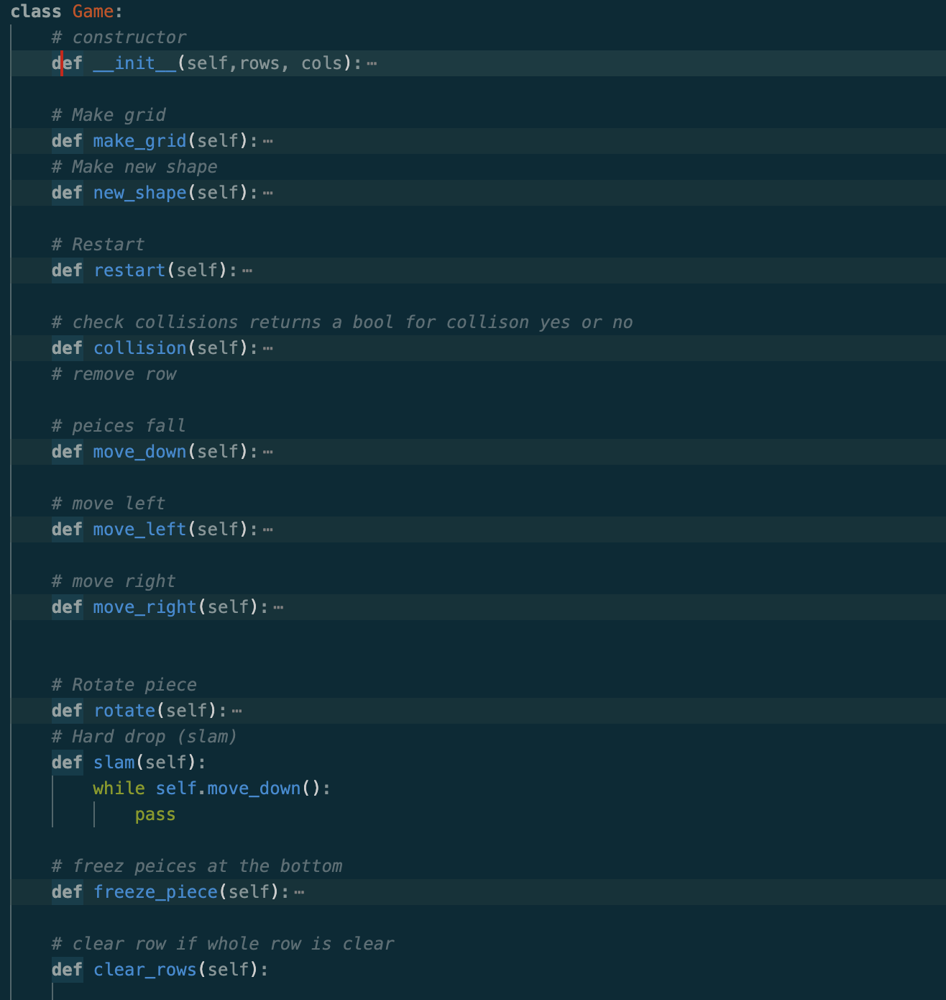 class Game:
# constructor
def __init__(self,rows, cols):⋯
# Make grid
def make_grid(self):⋯
# Make new shape
def new_shape(self):⋯
# Restart
def restart(self):⋯
# check collisions returns a bool for collison yes or no
def collision(self):⋯
# remove row
# peices fall
def move_down(self):⋯
# move left
def move_left(self):⋯
# move right
def move_right(self):⋯
# Rotate piece
def rotate(self):⋯
# Hard drop (slam)
def slam(self):
while self.move_down():
pass
# freez peices at the bottom
def freeze_piece(self):⋯
# clear row if whole row is clear
def clear_rows(self):